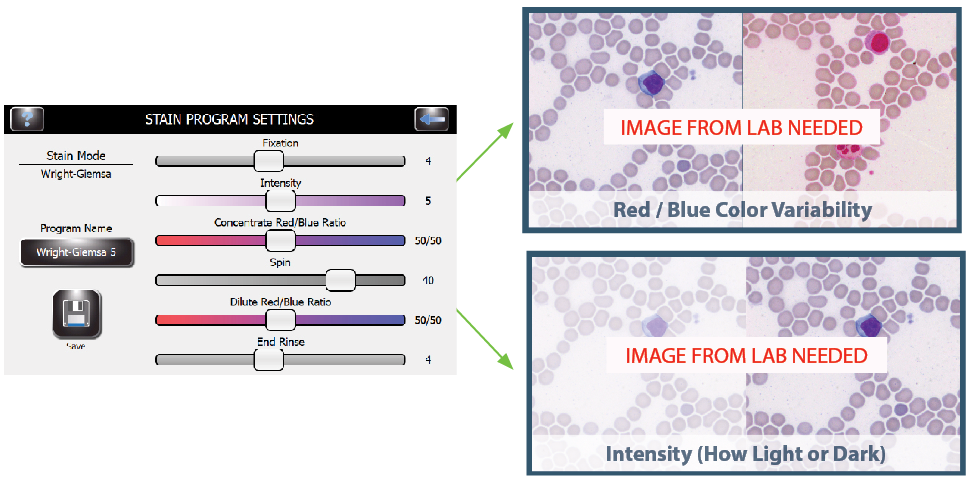 ?
STAIN PROGRAM SETTINGS
Stain Mode
Wright-Giemsa
Program Name
Wright-Giemsa 5
Save
Fixation
4
Intensity
5
Concentrate Red/Blue Ratio
50/50
Spin
40
Dilute Red/Blue Ratio
50/50
End Rinse
4
IMAGE FROM LAB NEEDED
Red / Blue Color Variability
IMAGE FROM LAB NEEDED
Intensity (How Light or Dark)